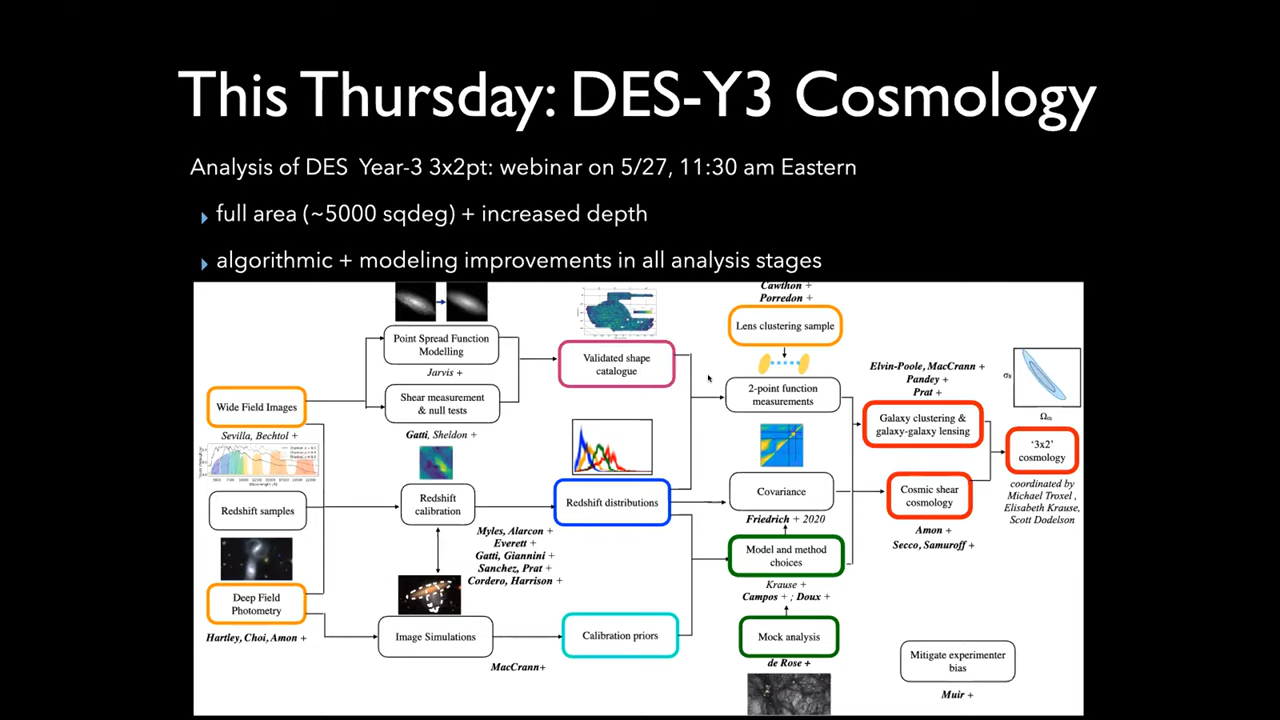 This Thursday: DES-Y3 Cosmology
Analysis of DES Year-3 3x2pt: webinar on 5/27, 11:30 am Eastern
full area (~5000 sqdeg) + increased depth
algorithmic + modeling improvements in all analysis stages
Cawthon +
Porredon +
Lens clustering sample
Point Spread Function
Modelling
Jarvis +
Validated shape
catalogue
Shear measurement
& null tests
Gatti, Sheldon +
2-point function
measurements
Elvin-Poole, MacCrann +
Pandey +
Prat +
σ8
Ωm
Wide Field Images
Sevilla, Bechtol +
Galaxy clustering &
galaxy-galaxy lensing
'3x2'
cosmology
coordinated by
Michael Troxel ,
Elisabeth Krause,
Scott Dodelson
Redshift samples
Redshift
calibration
Myles, Alarcon +
Everett +
Gatti, Giannini +
Sanchez, Prat +
Cordero, Harrison +
Redshift distributions
Covariance
Friedrich + 2020
Cosmic shear
cosmology
Amon +
Secco, Samuroff +
Model and method
choices
Krause +
Campos + ; Doux +
Deep Field
Photometry
Hartley, Choi, Amon +
Image Simulations
MacCrann+
Calibration priors
Mock analysis
de Rose +
Mitigate experimenter
bias
Muir +